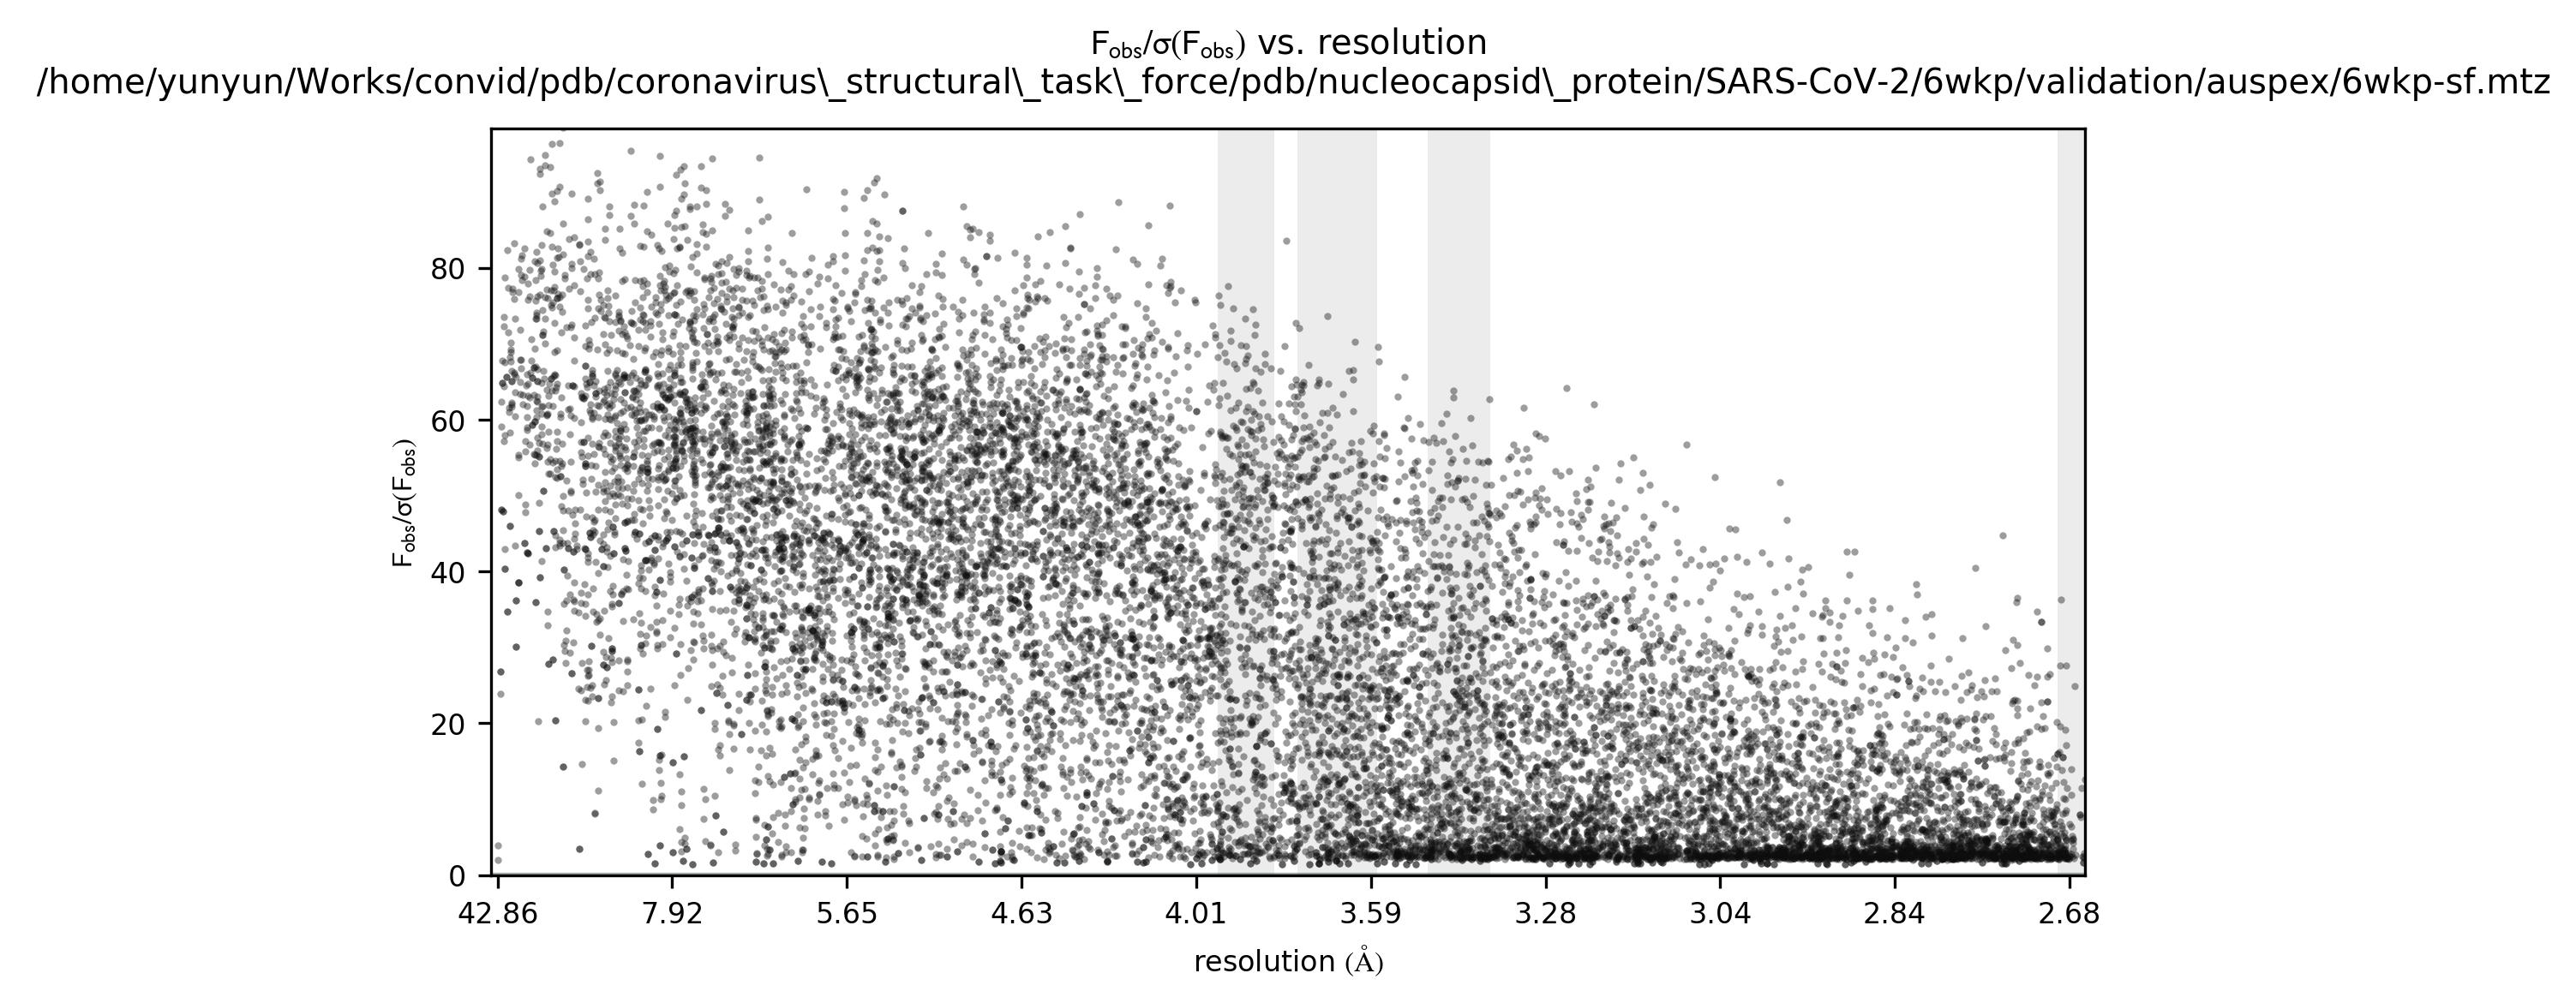 Fobs/σ(Fobs) vs. resolution
/home/yunyun/Works/convid/pdb/coronavirus\_structural\_task\_force/pdb/nucleocapsid\_protein/SARS-CoV-2/6wkp/validation/auspex/6wkp-sf.mtz
Fobs/σ(Fobs)
80
60
40
20
0
42.86 7.92 5.65 4.63 4.01 3.59 3.28 3.04 2.84 2.68
resolution (Å)